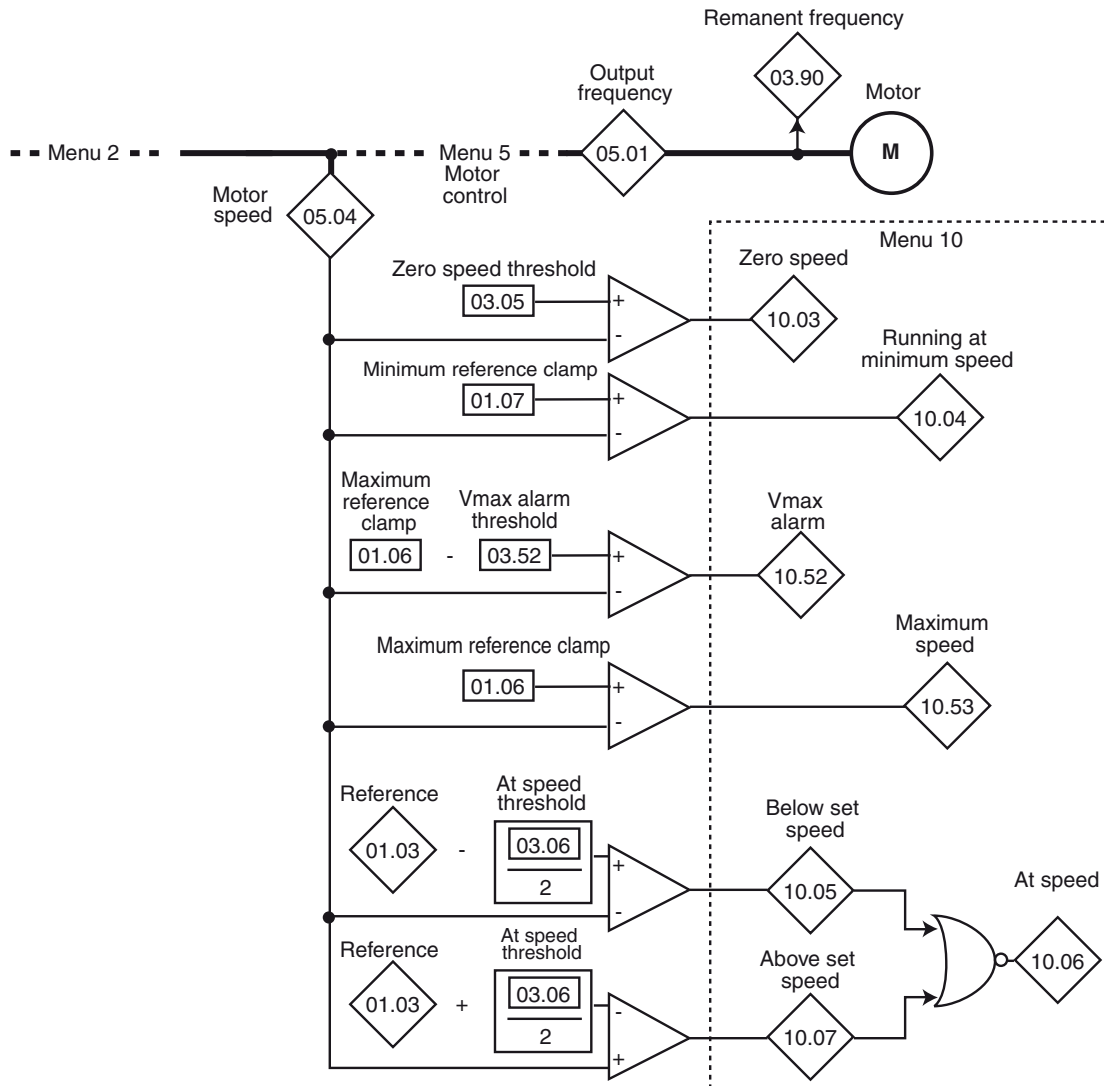 Remanent frequency
03.90
Output
frequency
05.01
Motor
M
Menu 2
Menu 5
Motor
control
Motor
speed
05.04
Menu 10
Zero speed threshold
03.05
+
-
Zero speed
10.03
Minimum reference clamp
01.07
+
-
Running at
minimum speed
10.04
Maximum
reference
clamp
01.06
-
Vmax alarm
threshold
03.52
+
-
Vmax
alarm
10.52
Maximum reference clamp
01.06
+
-
Maximum
speed
10.53
Reference
01.03
-
At speed
threshold
03.06
2
+
-
Below set
speed
10.05
At speed
10.06
Reference
01.03
+
At speed
threshold
03.06
2
-
+
Above set
speed
10.07